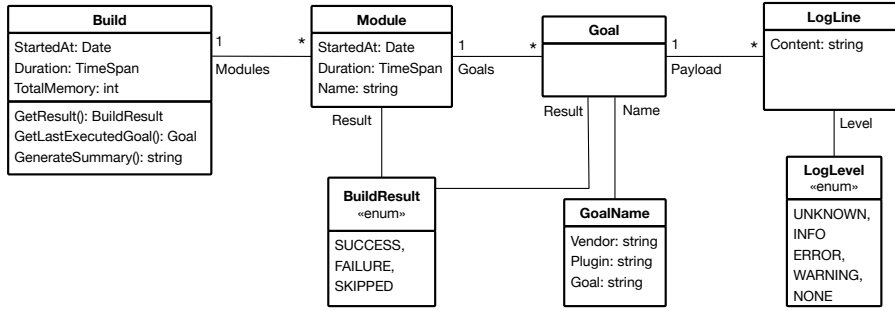 Build
StartedAt: Date
Duration: TimeSpan
TotalMemory: int
GetResult(): BuildResult
GetLastExecutedGoal(): Goal
GenerateSummary(): string
1
*
Modules
Module
StartedAt: Date
Duration: TimeSpan
Name: string
Result
1
*
Goals
Goal
Result
Name
1
*
Payload
LogLine
Content: string
Level
BuildResult
«enum»
SUCCESS,
FAILURE,
SKIPPED
GoalName
Vendor: string
Plugin: string
Goal: string
LogLevel
«enum»
UNKNOWN,
INFO
ERROR,
WARNING,
NONE